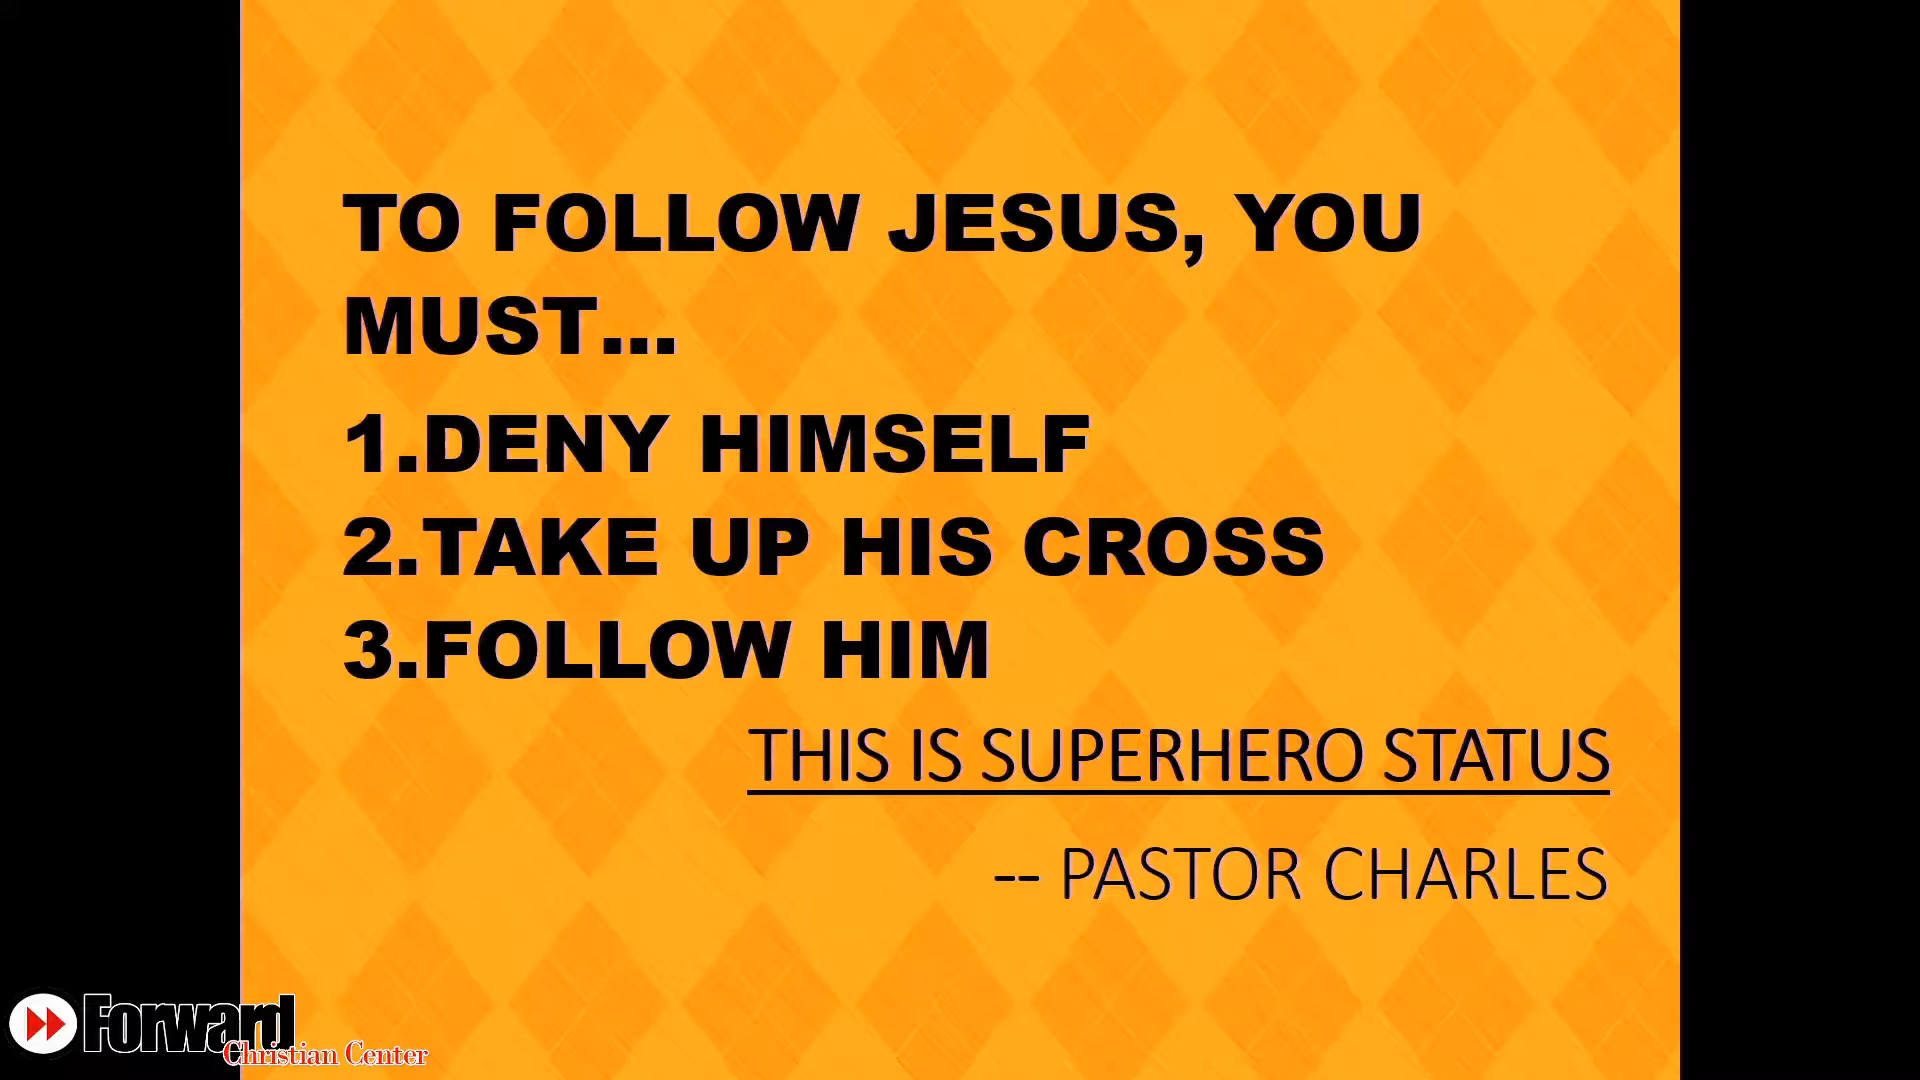 TO FOLLOW JESUS, YOU
MUST...
1.DENY HIMSELF
2.TAKE UP HIS CROSS
3.FOLLOW HIM
THIS IS SUPERHERO STATUS
-- PASTOR CHARLES
Forward
Christian Center